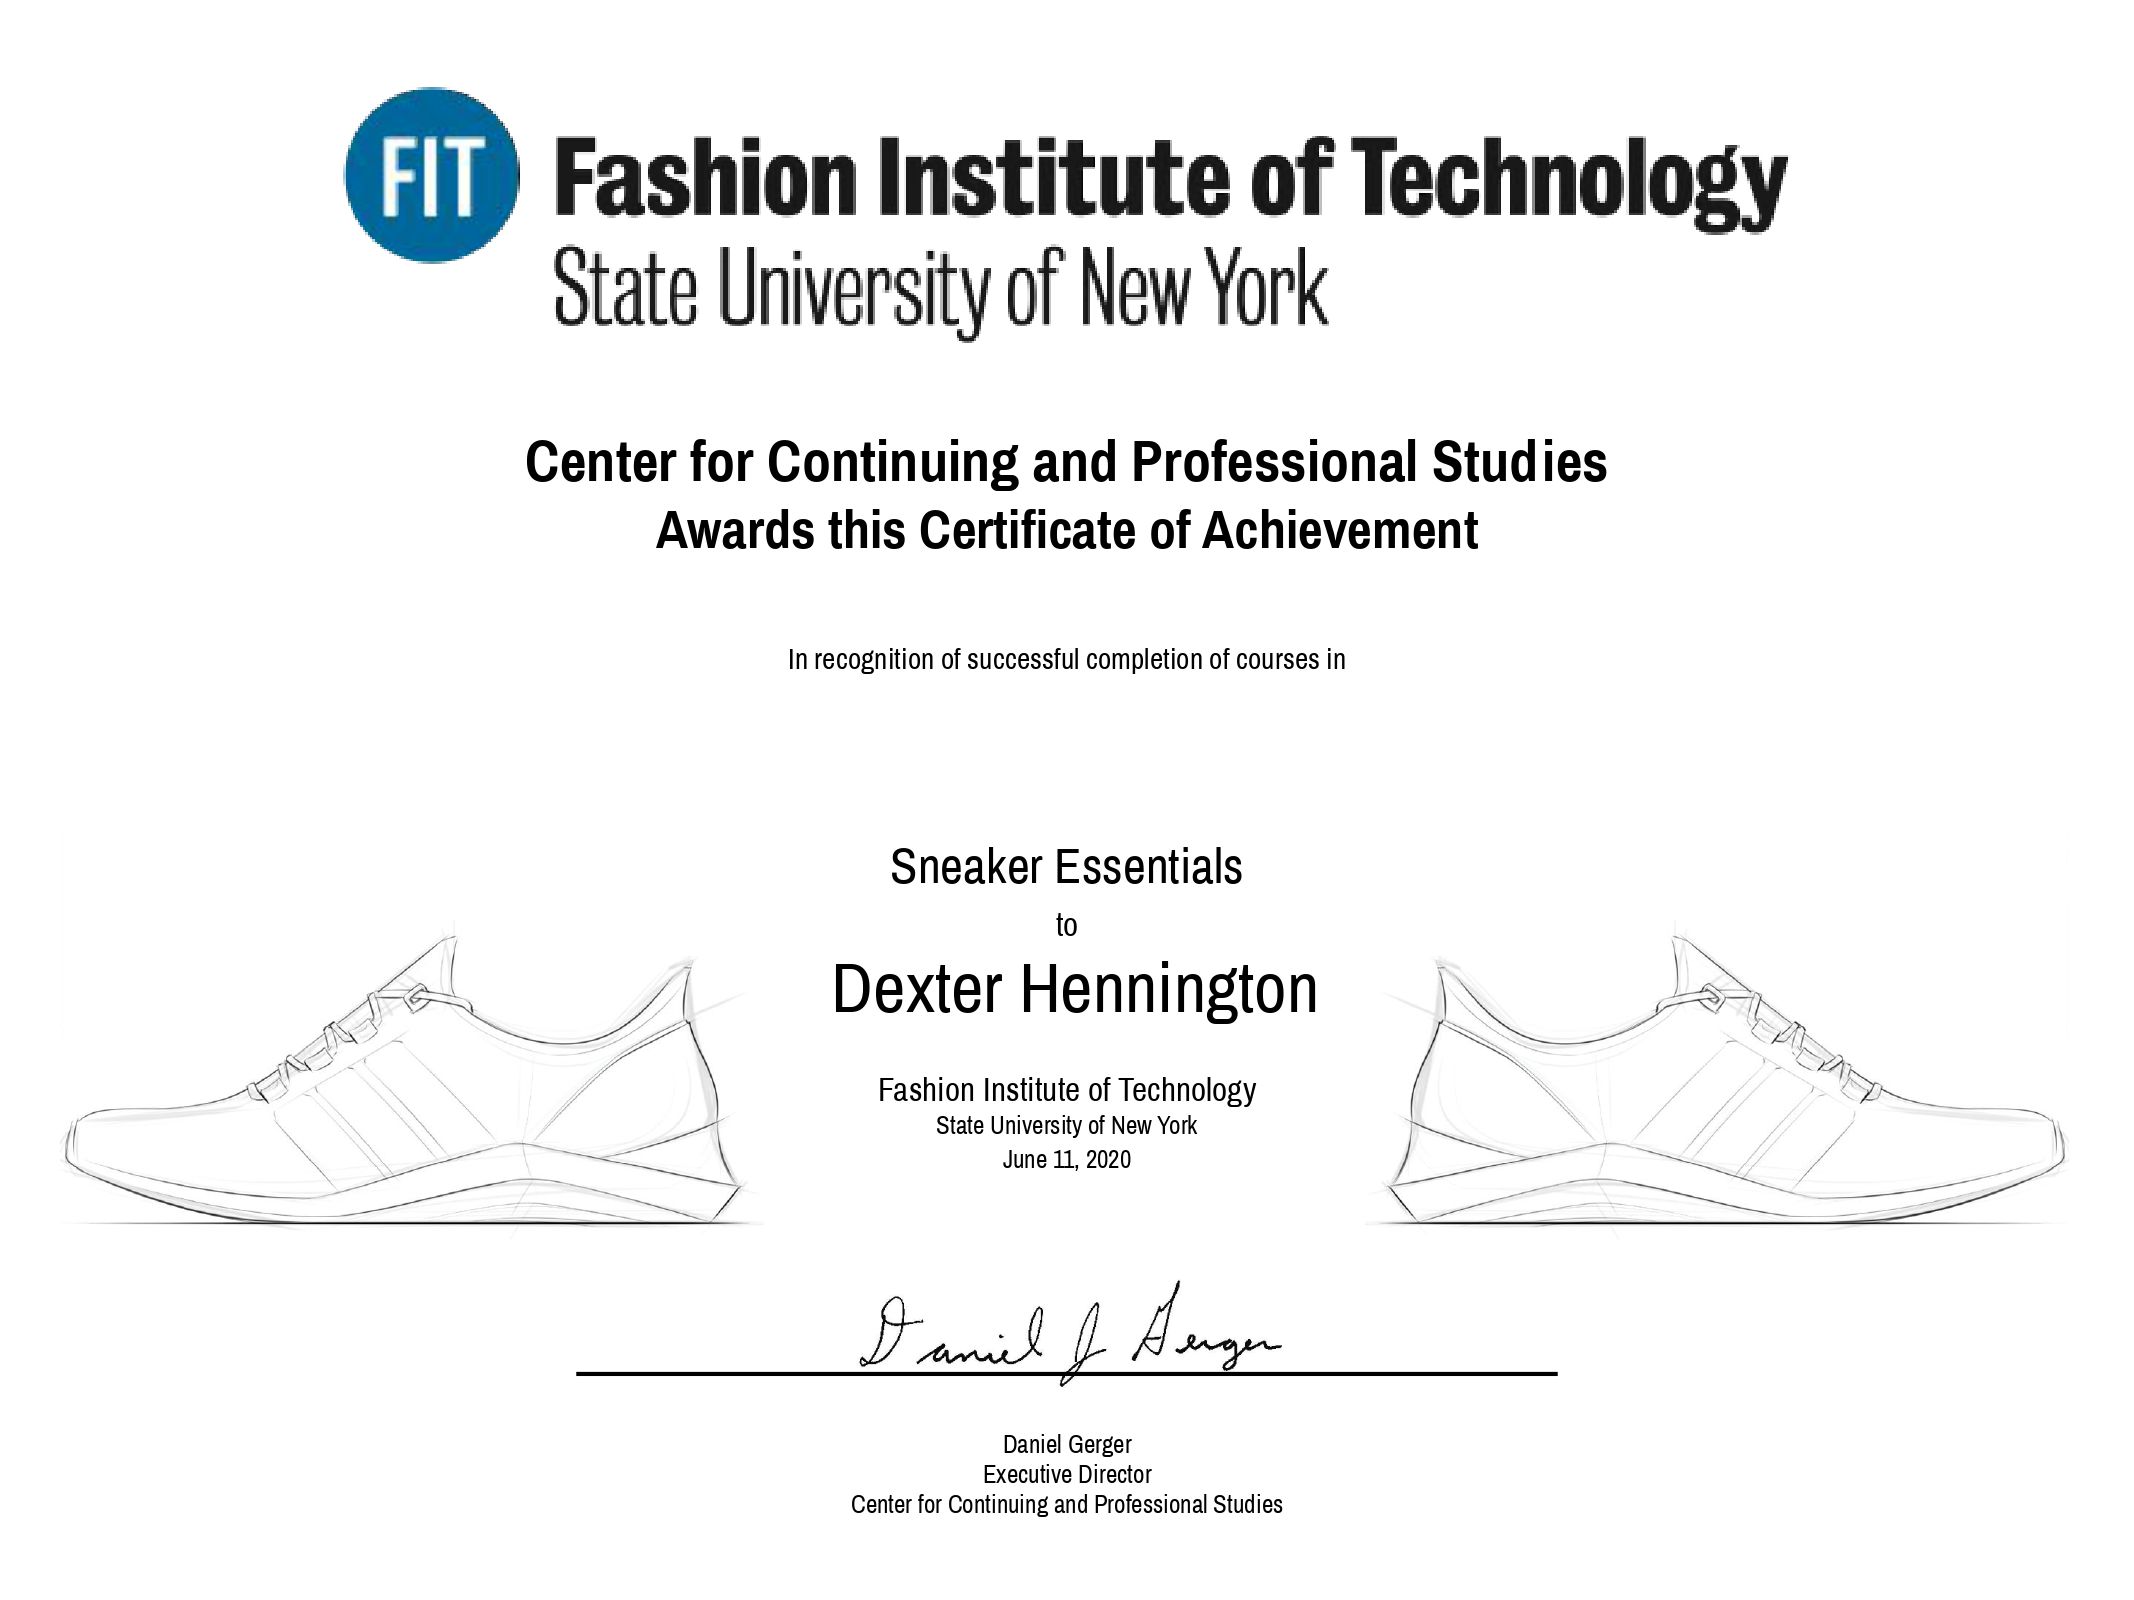 FIT
Fashion Institute of Technology
State University of New York
Center for Continuing and Professional Studies
Awards this Certificate of Achievement
In recognition of successful completion of courses in
Sneaker Essentials
to
Dexter Hennington
Fashion Institute of Technology
State University of New York
June 11, 2020
Daniel J Gerger
Daniel Gerger
Executive Director
Center for Continuing and Professional Studies